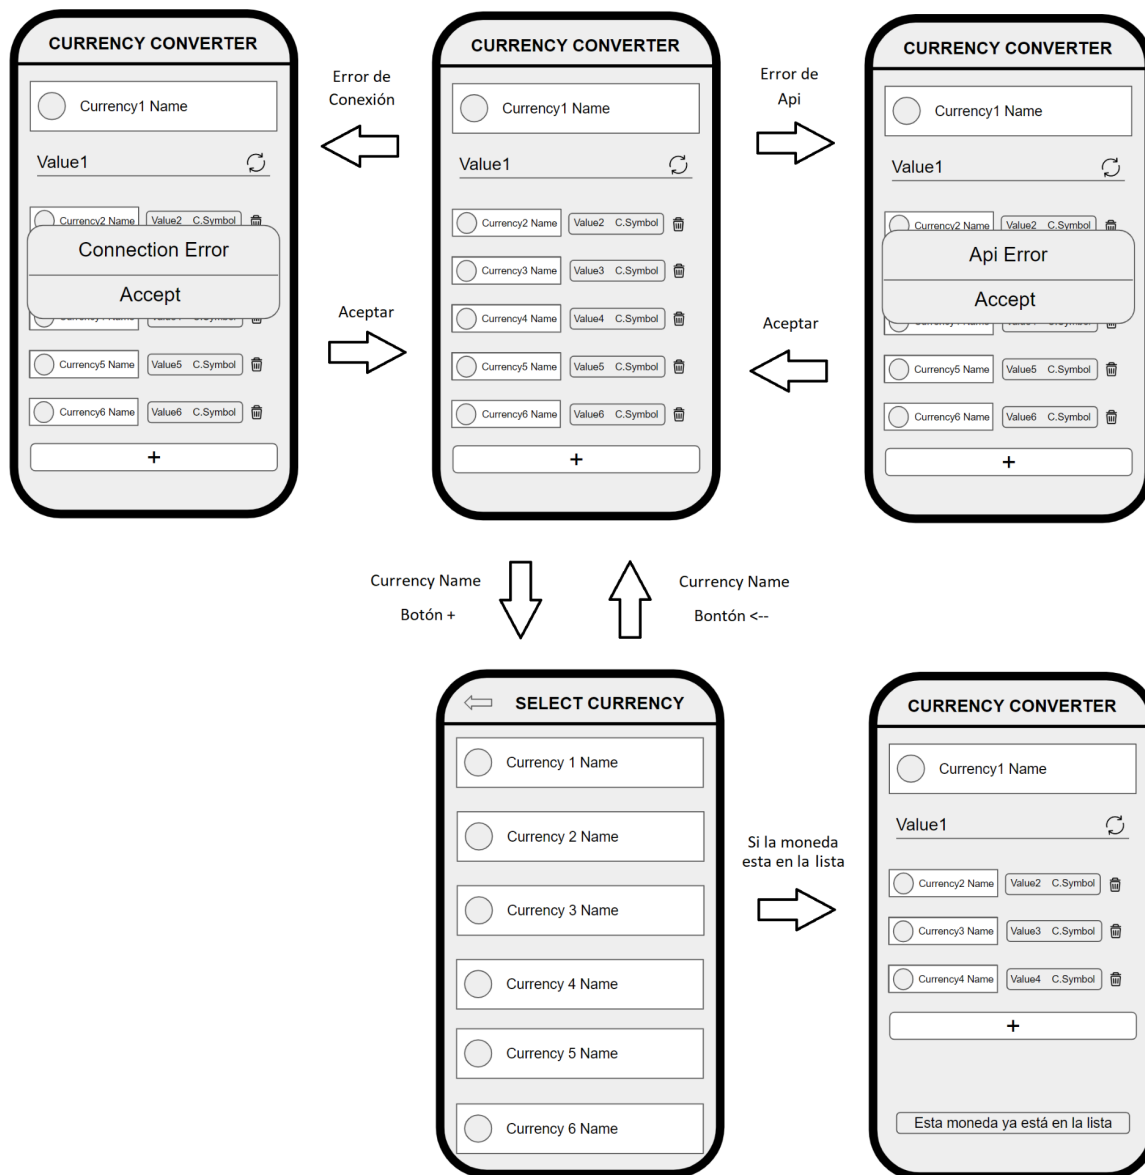 CURRENCY CONVERTER
Currency1 Name
Value1
Currency2 Name Value2 C.Symbol
Connection Error
Accept
Currency5 Name Value5 C.Symbol
Currency6 Name Value6 C.Symbol
+
Error de
Conexión
Aceptar
CURRENCY CONVERTER
Currency1 Name
Value1
Currency2 Name Value2 C.Symbol
Currency3 Name Value3 C.Symbol
Currency4 Name Value4 C.Symbol
Currency5 Name Value5 C.Symbol
Currency6 Name Value6 C.Symbol
+
Error de
Api
Aceptar
CURRENCY CONVERTER
Currency1 Name
Value1
Currency2 Name Value2 C.Symbol
Api Error
Accept
Currency5 Name Value5 C.Symbol
Currency6 Name Value6 C.Symbol
+
Currency Name
Botón +
Currency Name
Bontón <--
SELECT CURRENCY
Currency 1 Name
Currency 2 Name
Currency 3 Name
Currency 4 Name
Currency 5 Name
Currency 6 Name
Si la moneda
esta en la lista
CURRENCY CONVERTER
Currency1 Name
Value1
Currency2 Name Value2 C.Symbol
Currency3 Name Value3 C.Symbol
Currency4 Name Value4 C.Symbol
+
Esta moneda ya está en la lista